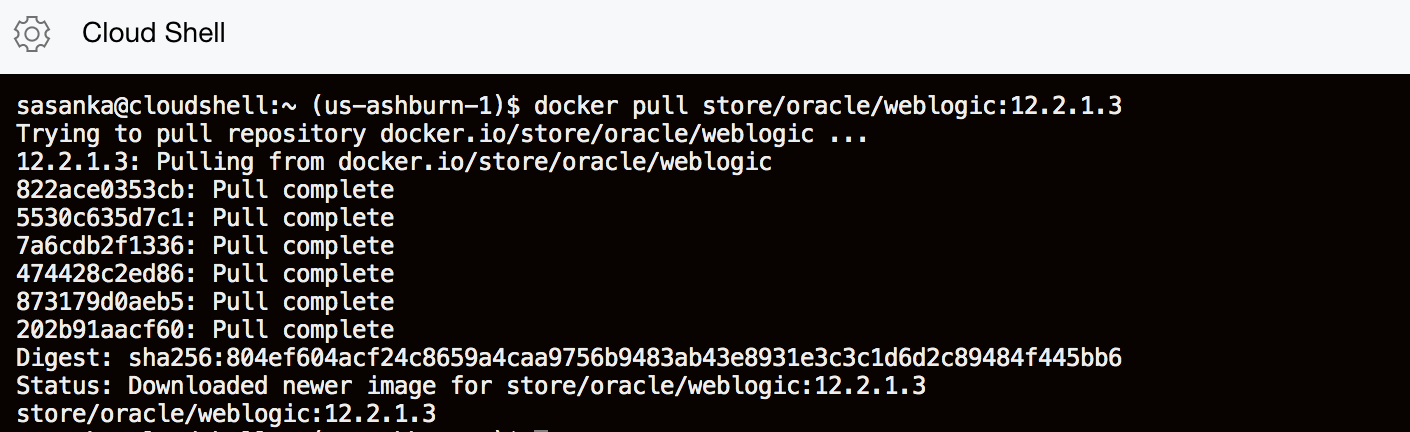 Cloud Shell
sasanka@cloudshell:~ (us-ashburn-1)$ docker pull store/oracle/weblogic:12.2.1.3
Trying to pull repository docker.io/store/oracle/weblogic ...
12.2.1.3: Pulling from docker.io/store/oracle/weblogic
822ace0353cb: Pull complete
5530c635d7c1: Pull complete
7a6cdb2f1336: Pull complete
474428c2ed86: Pull complete
873179d0aeb5: Pull complete
202b91aacf60: Pull complete
Digest: sha256:804ef604acf24c8659a4caa9756b9483ab43e8931e3c3c1d6d2c89484f445bb6
Status: Downloaded newer image for store/oracle/weblogic:12.2.1.3
store/oracle/weblogic:12.2.1.3